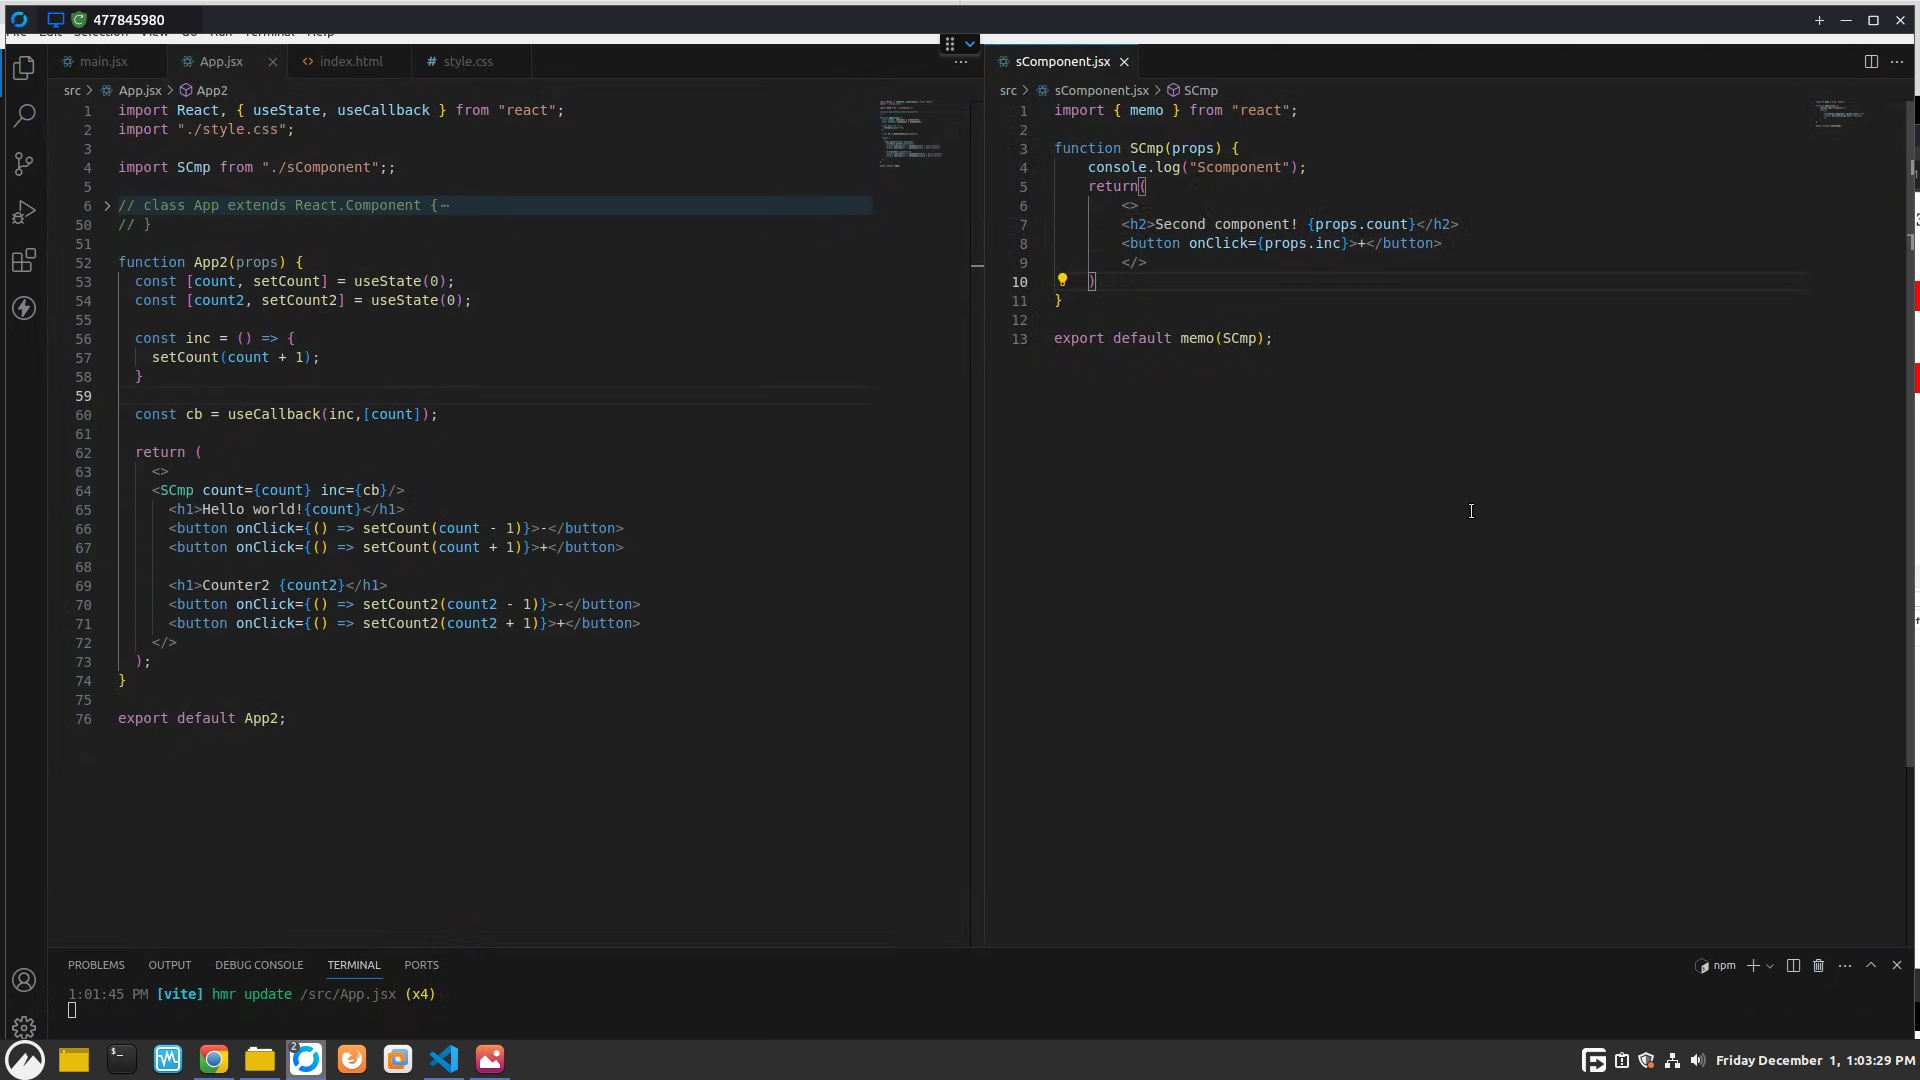 477845980
File Edit Selection View Go Run Terminal Help
main.jsx App.jsx index.html # style.css
src > App.jsx > App2
1 import React, { useState, useCallback } from "react";
2 import "./style.css";
3
4 import SCmp from "./sComponent";;
5
6 // class App extends React.Component {⋯
50 // }
51
52 function App2(props) {
53 const [count, setCount] = useState(0);
54 const [count2, setCount2] = useState(0);
55
56 const inc = () => {
57 setCount(count + 1);
58 }
59
60 const cb = useCallback(inc,[count]);
61
62 return (
63 <>
64 <SCmp count={count} inc={cb}/>
65 <h1>Hello world!{count}</h1>
66 <button onClick={() => setCount(count - 1)}>-</button>
67 <button onClick={() => setCount(count + 1)}>+</button>
68
69 <h1>Counter2 {count2}</h1>
70 <button onClick={() => setCount2(count2 - 1)}>-</button>
71 <button onClick={() => setCount2(count2 + 1)}>+</button>
72 </>
73 );
74 }
75
76 export default App2;
sComponent.jsx
src > sComponent.jsx > SCmp
1 import { memo } from "react";
2
3 function SCmp(props) {
4 console.log("Scomponent");
5 return(
6 <>
7 <h2>Second component! {props.count}</h2>
8 <button onClick={props.inc}>+</button>
9 </>
10 )
11 }
12
13 export default memo(SCmp);
PROBLEMS OUTPUT DEBUG CONSOLE TERMINAL PORTS
npm
1:01:45 PM [vite] hmr update /src/App.jsx (x4)
2
Friday December 1, 1:03:29 PM